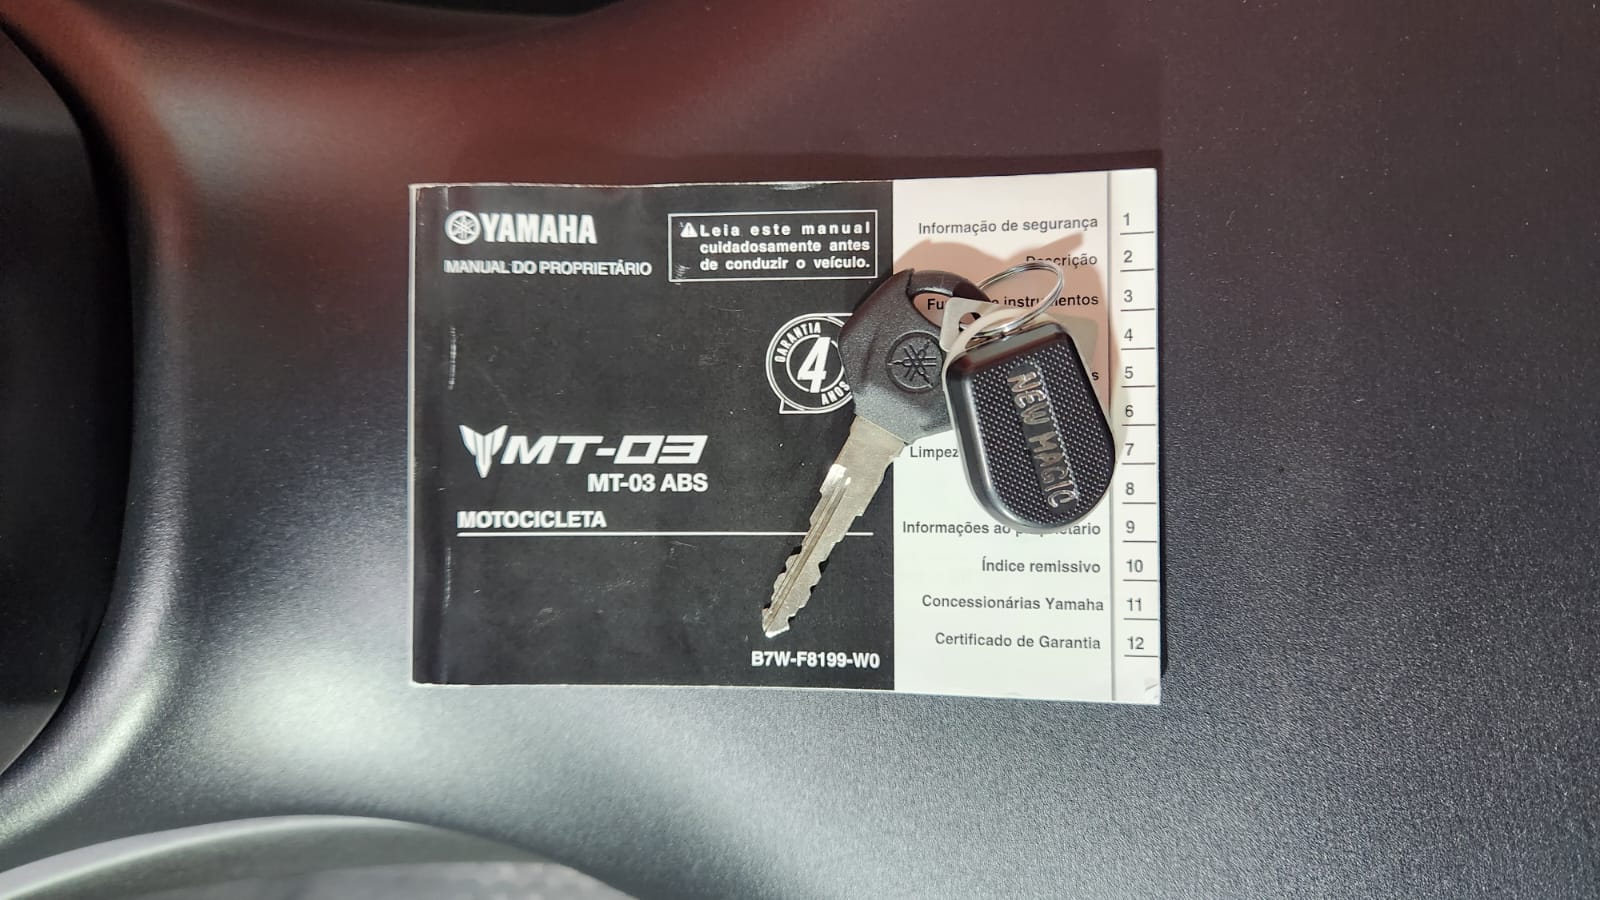 YAMAHA
MANUAL DO PROPRIETÁRIO
Leia este manual
cuidadosamente antes
de conduzir o veículo.
GARANTIA
4
ANOS
MT-03
MT-03 ABS
MOTOCICLETA
B7W-F8199-W0
Informação de segurança 1
2
instrumentos 3
4
5
6
7
8
Informações ao 9
Índice remissivo 10
Concessionárias Yamaha 11
Certificado de Garantia 12
NEW MAGIC